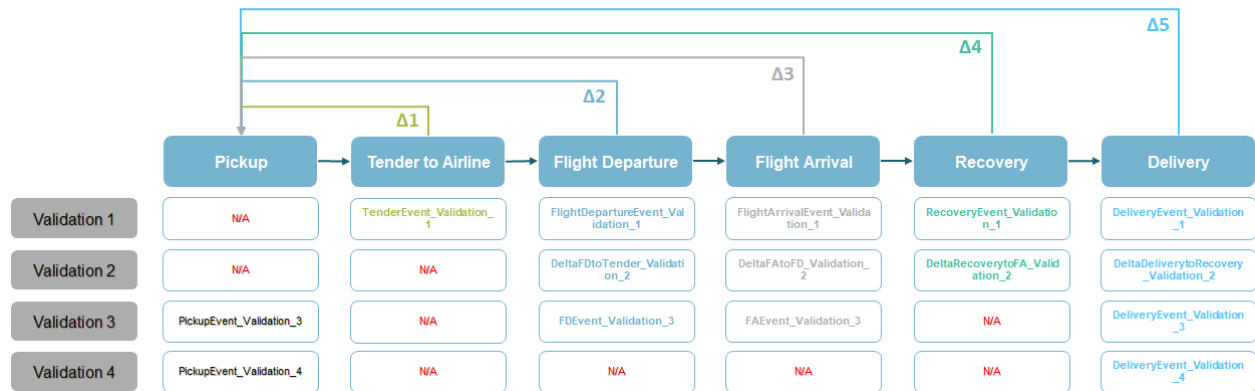 Δ5
Δ4
Δ3
Δ2
Δ1
Pickup
Tender to Airline
Flight Departure
Flight Arrival
Recovery
Delivery
Validation 1
N/A
TenderEvent_Validation_
1
FlightDepartureEvent_Val
idation_1
FlightArrivalEvent_Valida
tion_1
RecoveryEvent_Validatio
n_1
DeliveryEvent_Validation
_1
Validation 2
N/A
N/A
DeltaFDtoTender_Validati
on_2
DeltaFAtoFD_Validation_
2
DeltaRecoverytoFA_Valid
ation_2
DeltaDeliverytoRecovery
_Validation_2
Validation 3
PickupEvent_Validation_3
N/A
FDEvent_Validation_3
FAEvent_Validation_3
N/A
DeliveryEvent_Validation
_3
Validation 4
PickupEvent_Validation_4
N/A
N/A
N/A
N/A
DeliveryEvent_Validation
_4